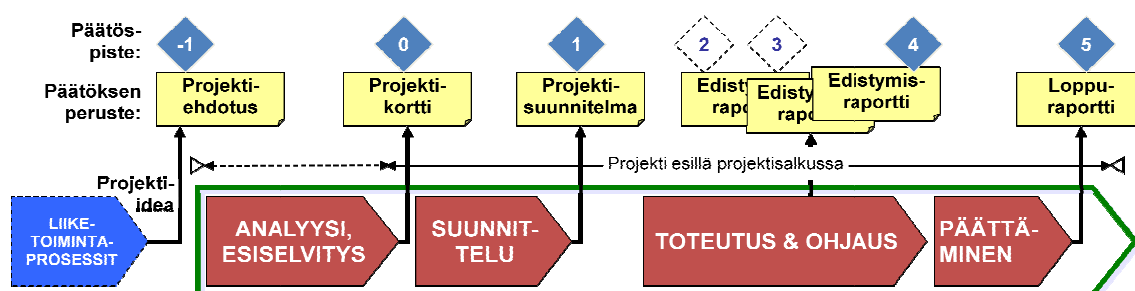 Päätös-
piste:
-1
0
1
2
3
4
5
Päätöksen
peruste:
Projekti-
ehdotus
Projekti-
kortti
Projekti-
suunnitelma
Edisty
rapo
Edisty
rapo
Edistymis-
raportti
Loppu-
raportti
Projekti esillä projektisalkussa
Projekti-
idea
LIIKE-
TOIMINTA-
PROSESSIT
ANALYYSI,
ESISELVITYS
SUUNNIT-
TELU
TOTEUTUS & OHJAUS
PÄÄTTÄ-
MINEN